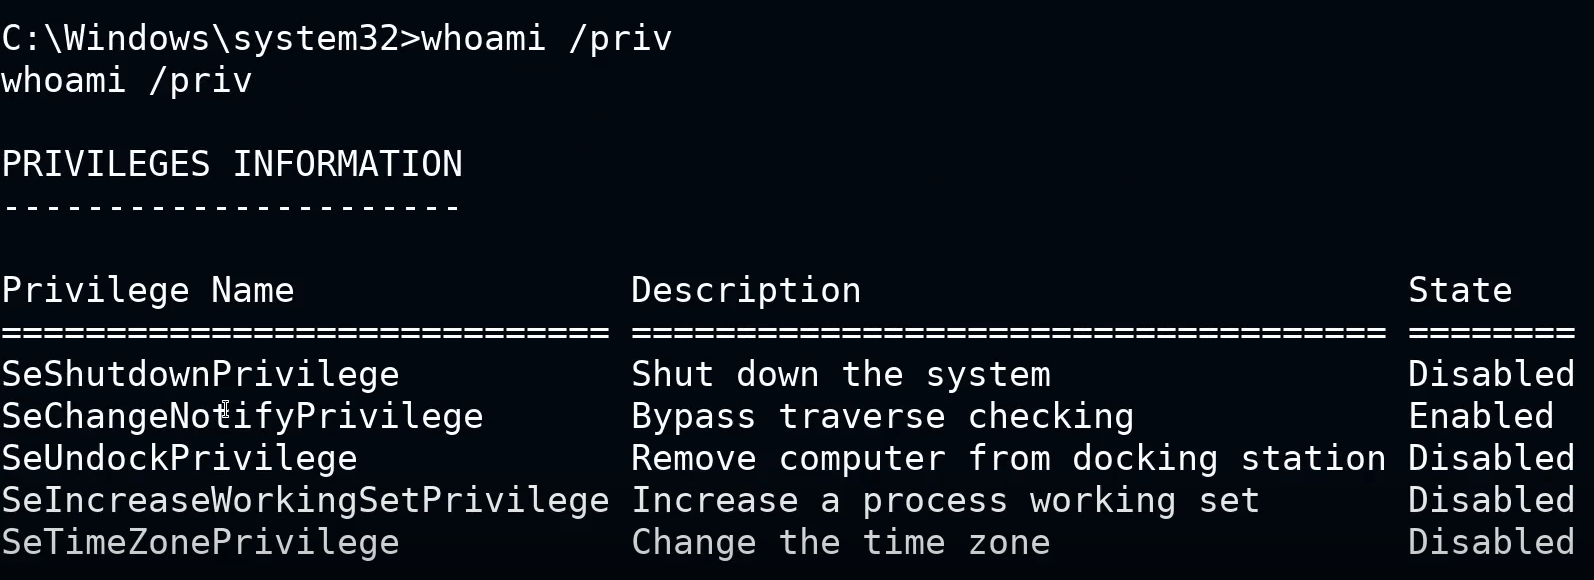 C:\Windows\system32>whoami /priv
whoami /priv
PRIVILEGES INFORMATION
----------------------
Privilege Name                Description                          State
============================= ==================================== ========
SeShutdownPrivilege           Shut down the system                 Disabled
SeChangeNotifyPrivilege       Bypass traverse checking             Enabled
SeUndockPrivilege             Remove computer from docking station Disabled
SeIncreaseWorkingSetPrivilege Increase a process working set       Disabled
SeTimeZonePrivilege           Change the time zone                 Disabled